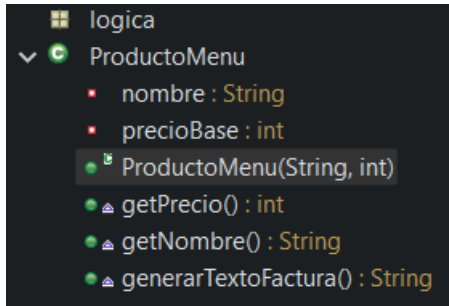 logica
ProductoMenu
nombre : String
precioBase : int
ProductoMenu(String, int)
getPrecio() : int
getNombre() : String
generarTextoFactura() : String